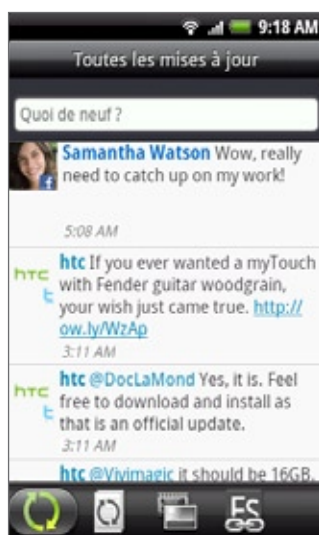 9:18 AM
Toutes les mises à jour
Quoi de neuf ?
Samantha Watson Wow, really
need to catch up on my work!
5:08 AM
htc
htc If you ever wanted a myTouch
with Fender guitar woodgrain,
your wish just came true. http://
ow.ly/WzAp
3:11 AM
htc
htc @DocLaMond Yes, it is. Feel
free to download and install as
that is an official update.
3:11 AM
htc @Vivimagic it should be 16GB.